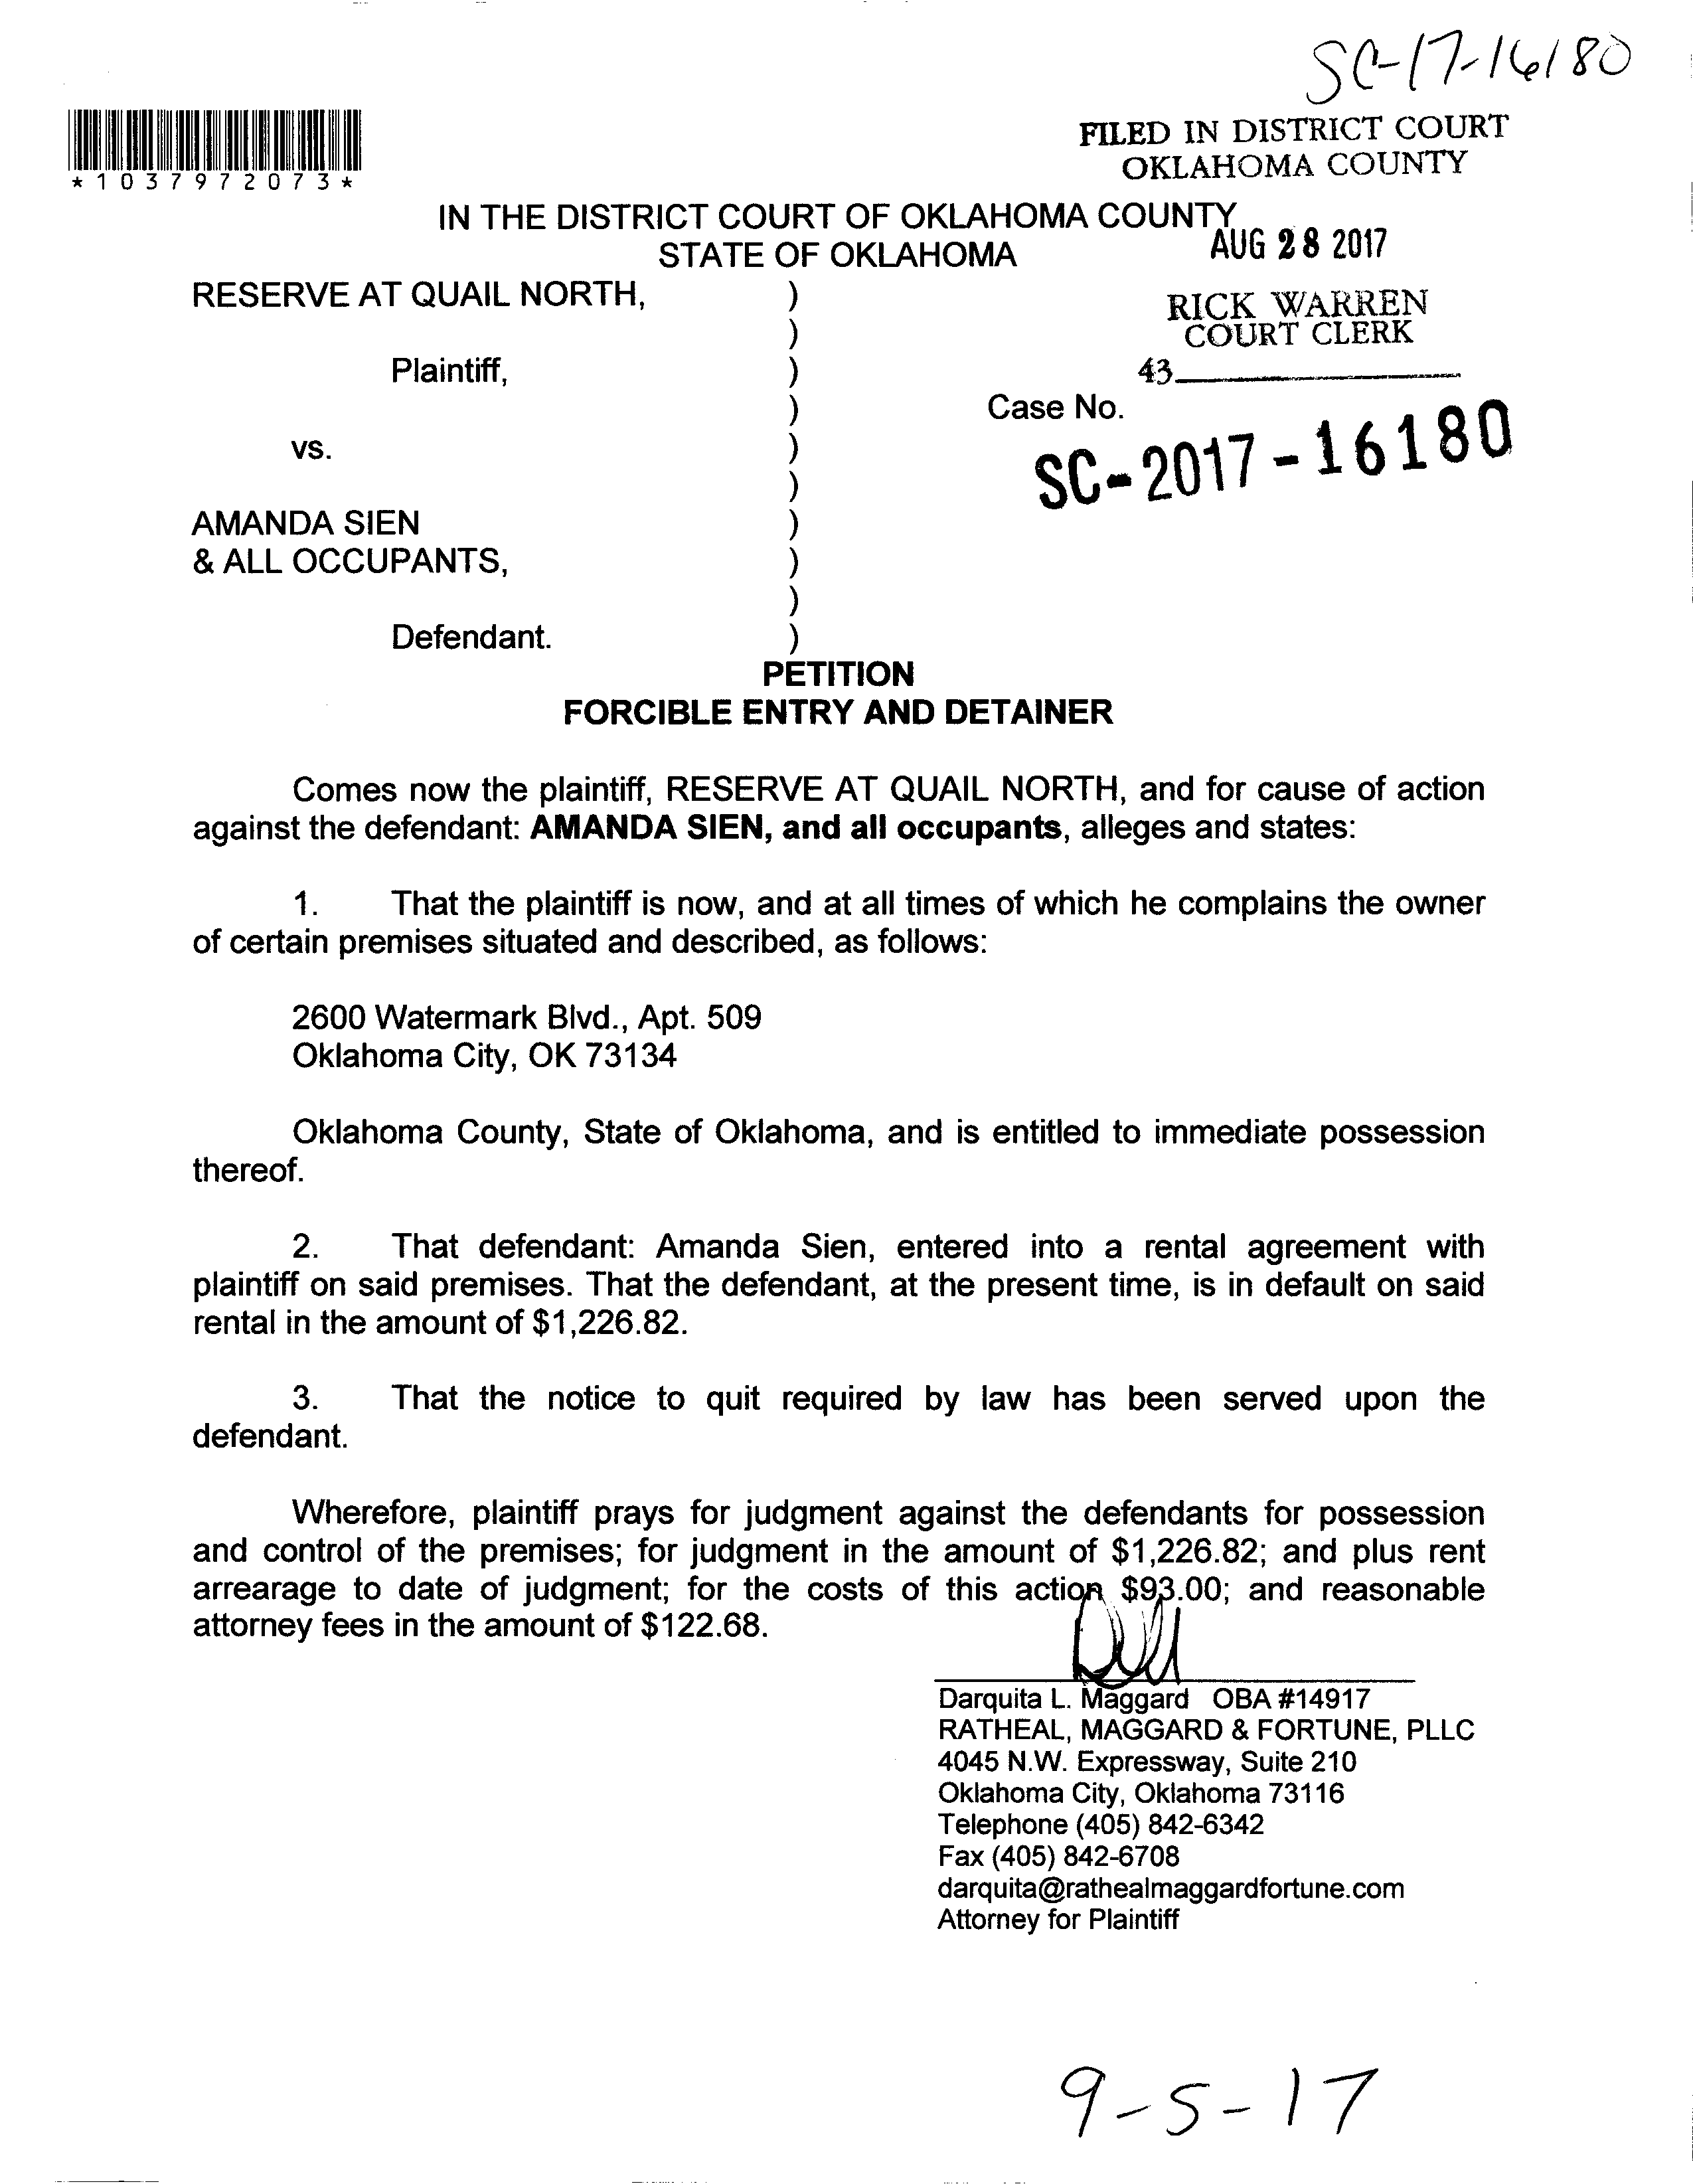 SC-17-16180
*1037972073*
FILED IN DISTRICT COURT
OKLAHOMA COUNTY
IN THE DISTRICT COURT OF OKLAHOMA COUNTY
STATE OF OKLAHOMA
AUG 28 2017
RESERVE AT QUAIL NORTH, )
RICK WARREN
COURT CLERK
)
Plaintiff, )
43
)
Case No.
vs. )
SC-2017-16180
)
AMANDA SIEN )
& ALL OCCUPANTS, )
)
Defendant. )
PETITION
FORCIBLE ENTRY AND DETAINER
Comes now the plaintiff, RESERVE AT QUAIL NORTH, and for cause of action
against the defendant: AMANDA SIEN, and all occupants, alleges and states:
1. That the plaintiff is now, and at all times of which he complains the owner
of certain premises situated and described, as follows:
2600 Watermark Blvd., Apt. 509
Oklahoma City, OK 73134
Oklahoma County, State of Oklahoma, and is entitled to immediate possession
thereof.
2. That defendant: Amanda Sien, entered into a rental agreement with
plaintiff on said premises. That the defendant, at the present time, is in default on said
rental in the amount of $1,226.82.
3. That the notice to quit required by law has been served upon the
defendant.
Wherefore, plaintiff prays for judgment against the defendants for possession
and control of the premises; for judgment in the amount of $1,226.82; and plus rent
arrearage to date of judgment; for the costs of this action $93.00; and reasonable
attorney fees in the amount of $122.68.
Darquita L. Maggard OBA #14917
RATHEAL, MAGGARD & FORTUNE, PLLC
4045 N.W. Expressway, Suite 210
Oklahoma City, Oklahoma 73116
Telephone (405) 842-6342
Fax (405) 842-6708
darquita@rathealmaggardfortune.com
Attorney for Plaintiff
9-5-17